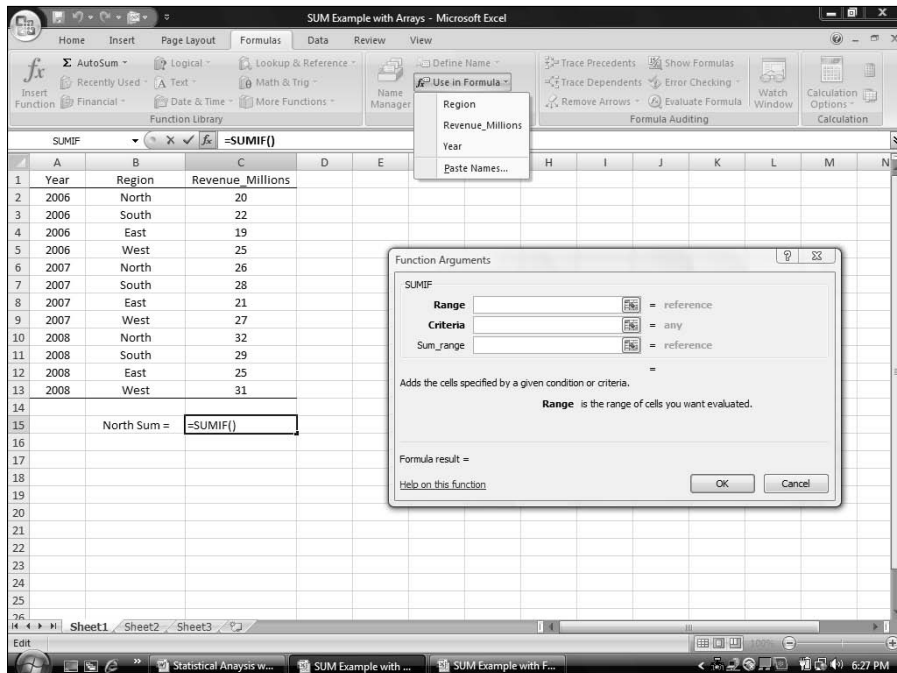 SUM Example with Arrays - Microsoft Excel
Home Insert Page Layout Formulas Data Review View
Insert Function
Σ AutoSum
Recently Used
Financial
Logical
Text
Date & Time
Lookup & Reference
Math & Trig
More Functions
Function Library
Name Manager
Define Name
Use in Formula
Region
Revenue_Millions
Year
Paste Names...
Trace Precedents
Trace Dependents
Remove Arrows
Show Formulas
Error Checking
Evaluate Formula
Formula Auditing
Watch Window
Calculation Options
Calculation
SUMIF fx =SUMIF()
A B C D E H I J K L M N
1 Year Region Revenue_Millions
2 2006 North 20
3 2006 South 22
4 2006 East 19
5 2006 West 25
6 2007 North 26
7 2007 South 28
8 2007 East 21
9 2007 West 27
10 2008 North 32
11 2008 South 29
12 2008 East 25
13 2008 West 31
14
15 North Sum = =SUMIF()
16
17
18
19
20
21
22
23
24
25
26
Function Arguments
SUMIF
Range = reference
Criteria = any
Sum_range = reference
=
Adds the cells specified by a given condition or criteria.
Range is the range of cells you want evaluated.
Formula result =
Help on this function
OK Cancel
Sheet1 Sheet2 Sheet3
Edit 100%
Statistical Anaysis w... SUM Example with ... SUM Example with F... 6:27 PM